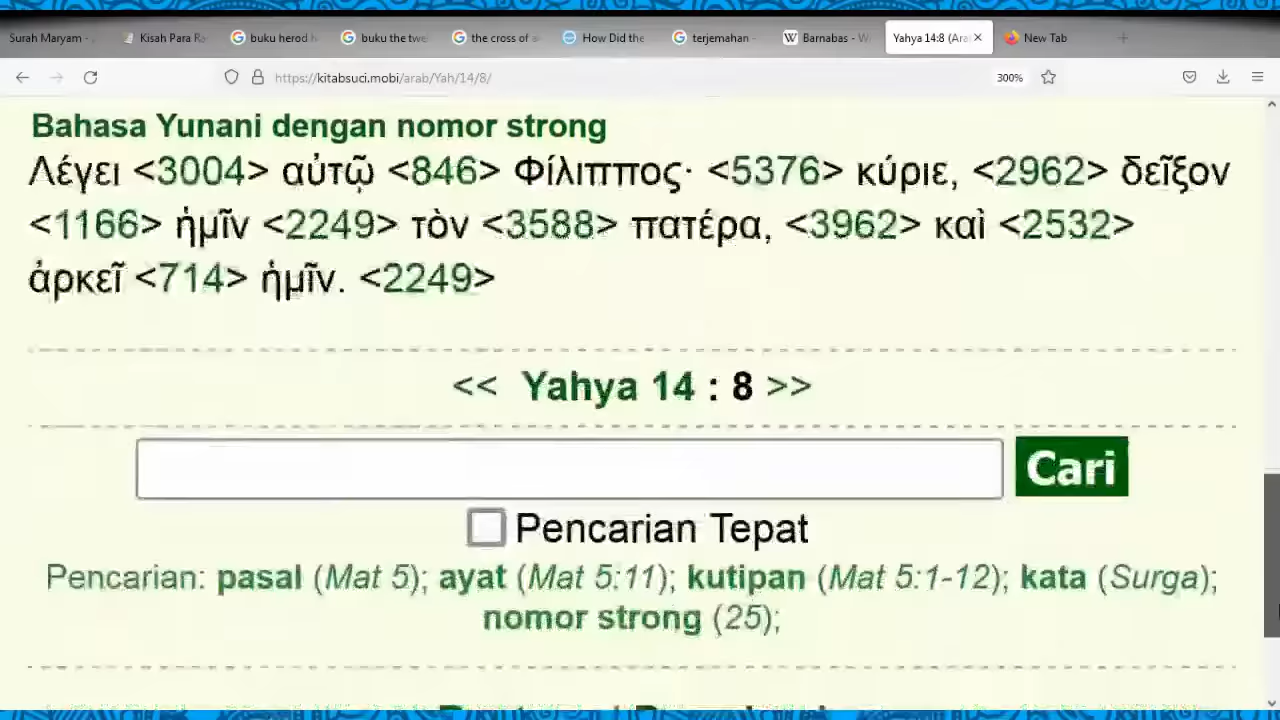 Surah Maryam - Kisah Para Ra buku herod h buku the twe the cross of How Did the terjemahan - Barnabas - W Yahya 14:8 (Ara New Tab
https://kitabsuci.mobi/arab/Yah/14/8/ 300%
Bahasa Yunani dengan nomor strong
Λέγει <3004> αὐτῷ <846> Φίλιππος· <5376> κύριε, <2962> δεῖξον
<1166> ἡμῖν <2249> τὸν <3588> πατέρα, <3962> καὶ <2532>
ἀρκεῖ <714> ἡμῖν. <2249>
<< Yahya 14 : 8 >>
Cari
Pencarian Tepat
Pencarian: pasal (Mat 5); ayat (Mat 5:11); kutipan (Mat 5:1-12); kata (Surga);
nomor strong (25);